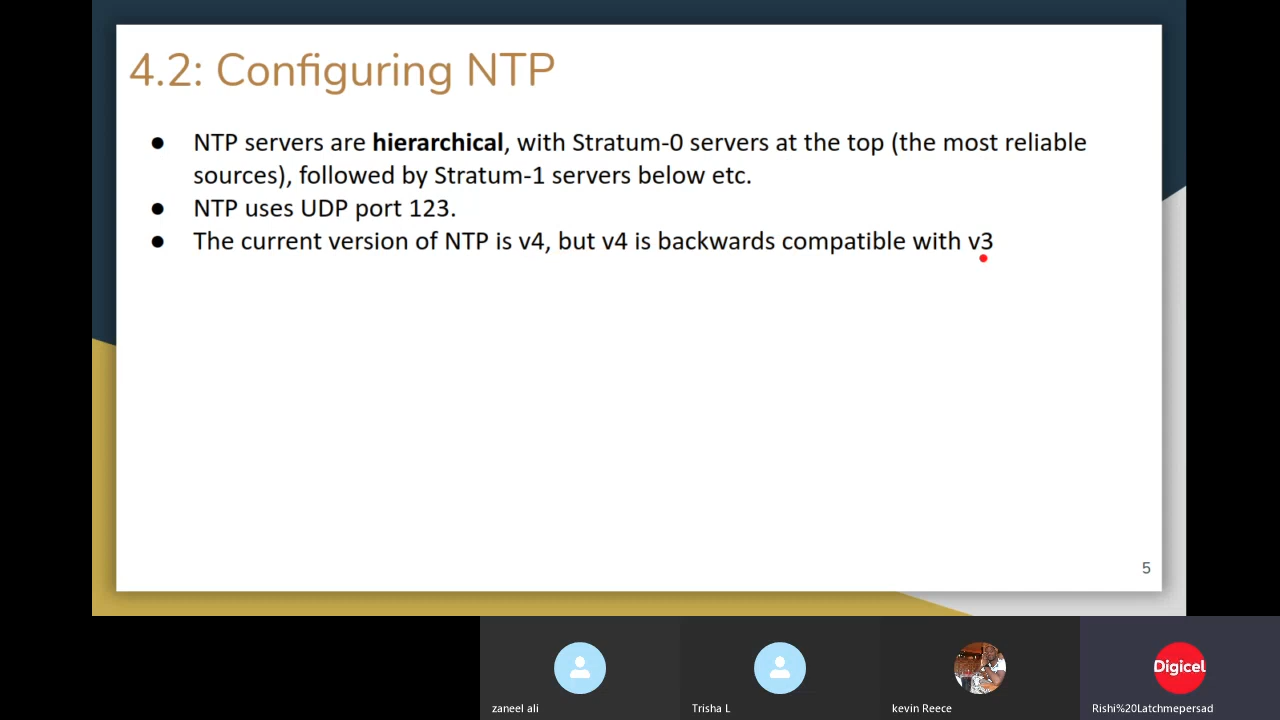 4.2: Configuring NTP
● NTP servers are hierarchical, with Stratum-0 servers at the top (the most reliable
sources), followed by Stratum-1 servers below etc.
● NTP uses UDP port 123.
● The current version of NTP is v4, but v4 is backwards compatible with v3
5
Digicel
zaneel ali
Trisha L
kevin Reece
Rishi%20Latchmepersad